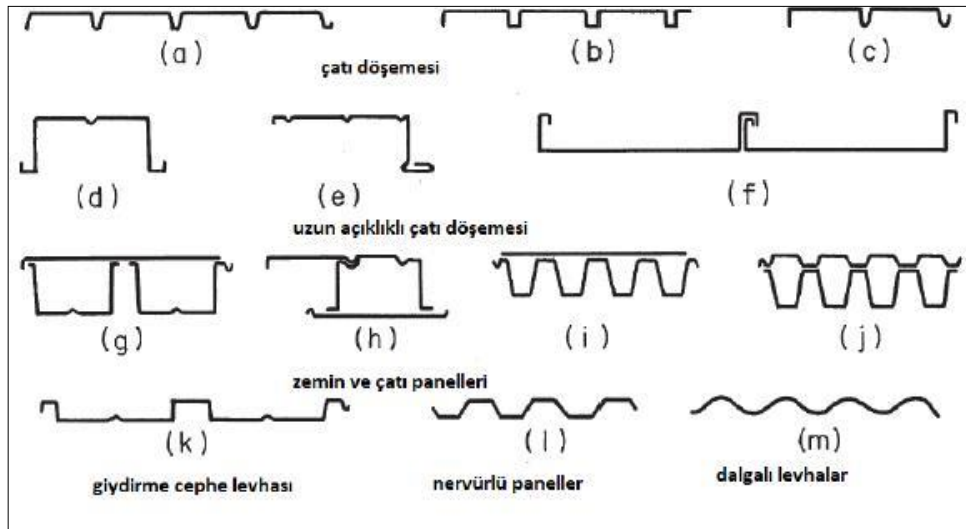 (a) (b) (c)
çatı döşemesi
(d) (e) (f)
uzun açıklıklı çatı döşemesi
(g) (h) (i) (j)
zemin ve çatı panelleri
(k) (l) (m)
giydirme cephe levhası nervürlü paneller dalgalı levhalar